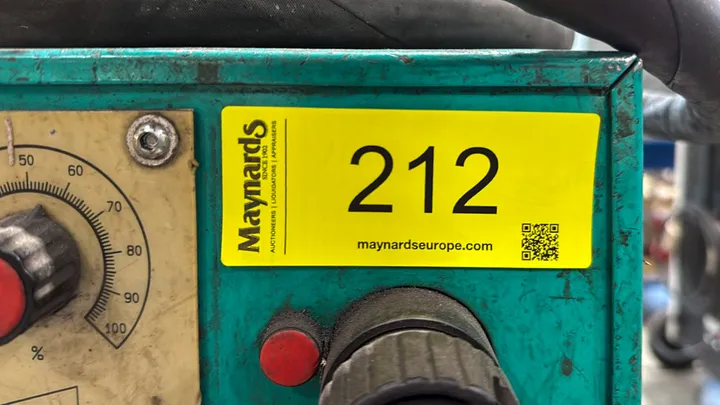 Maynards
SINCE 1902
AUCTIONEERS | LIQUIDATORS | APPRAISERS
212
maynardseurope.com
50
60
70
80
90
100
%